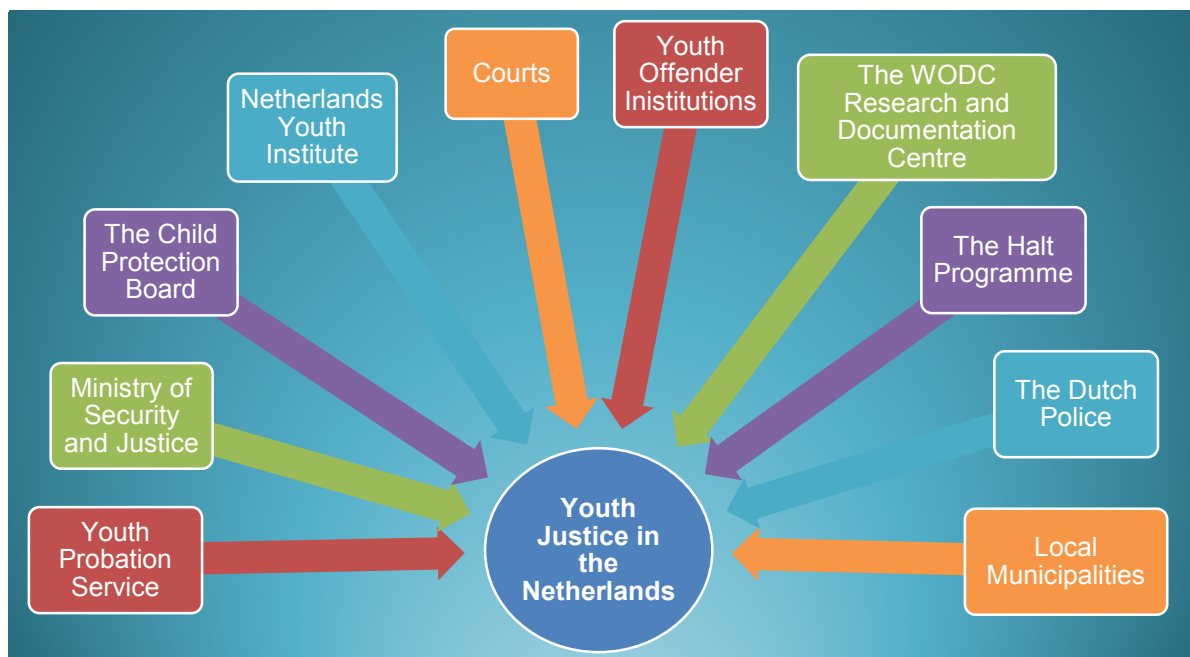 Youth
Offender
Inistitutions
Courts
The WODC
Research and
Documentation
Centre
Netherlands
Youth
Institute
The Child
Protection
Board
The Halt
Programme
Ministry of
Security
and Justice
The Dutch
Police
Youth
Probation
Service
Youth
Justice in
the
Netherlands
Local
Municipalities